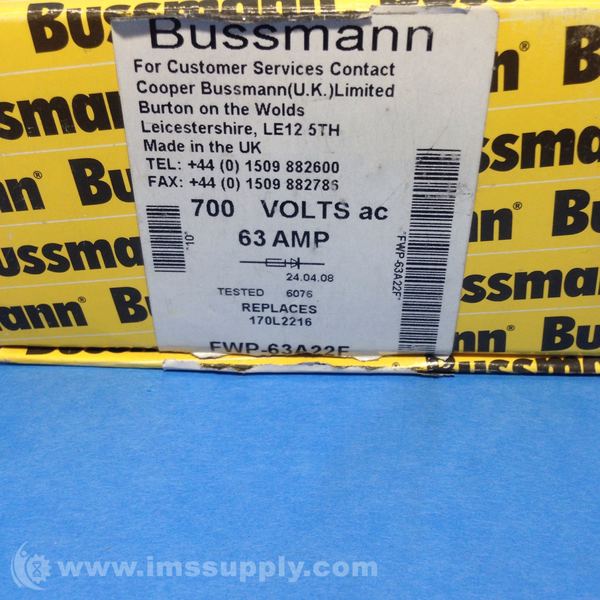 Bussmann
For Customer Services Contact
Cooper Bussmann(U.K.)Limited
Burton on the Wolds
Leicestershire, LE12 5TH
Made in the UK
TEL: +44 (0) 1509 882600
FAX: +44 (0) 1509 882786
700 VOLTS ac
63 AMP
24.04.08
TESTED 6076
REPLACES
170L2216
FWP-63A22F
"10"
"FWP-63A22F"
Bussmann®
www.imssupply.com